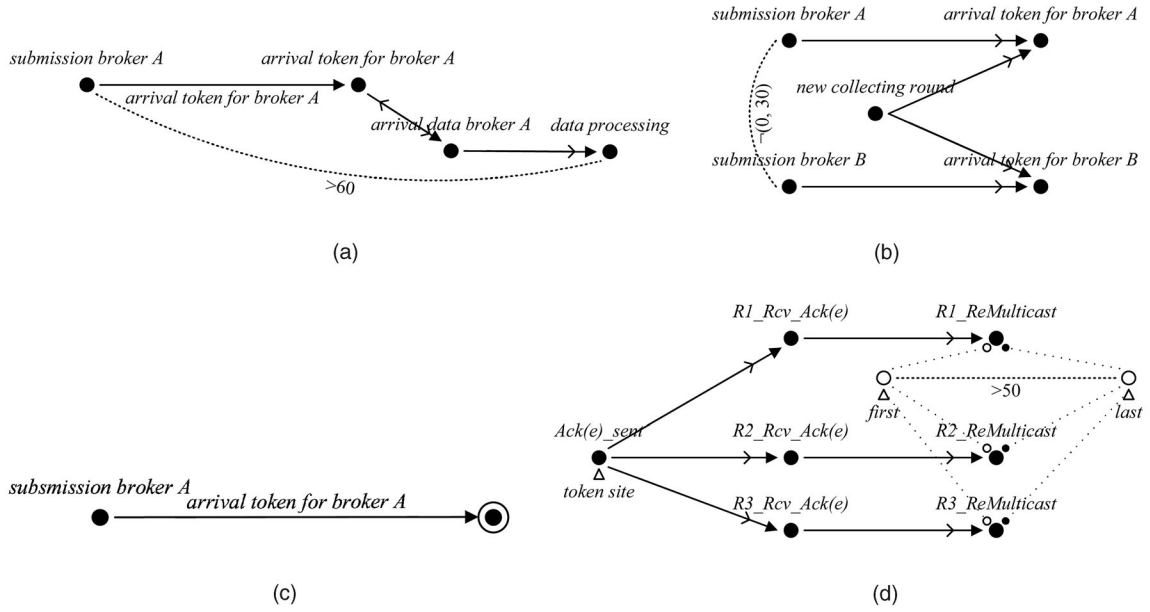 submission broker A
arrival token for broker A
arrival token for broker A
arrival data broker A
data processing
>60
(a)
submission broker A
arrival token for broker A
new collecting round
¬(0, 30)
submission broker B
arrival token for broker B
(b)
subsmission broker A
arrival token for broker A
(c)
R1_Rcv_Ack(e)
R1_ReMulticast
>50
first
last
Ack(e)_sent
R2_Rcv_Ack(e)
R2_ReMulticast
token site
R3_Rcv_Ack(e)
R3_ReMulticast
(d)